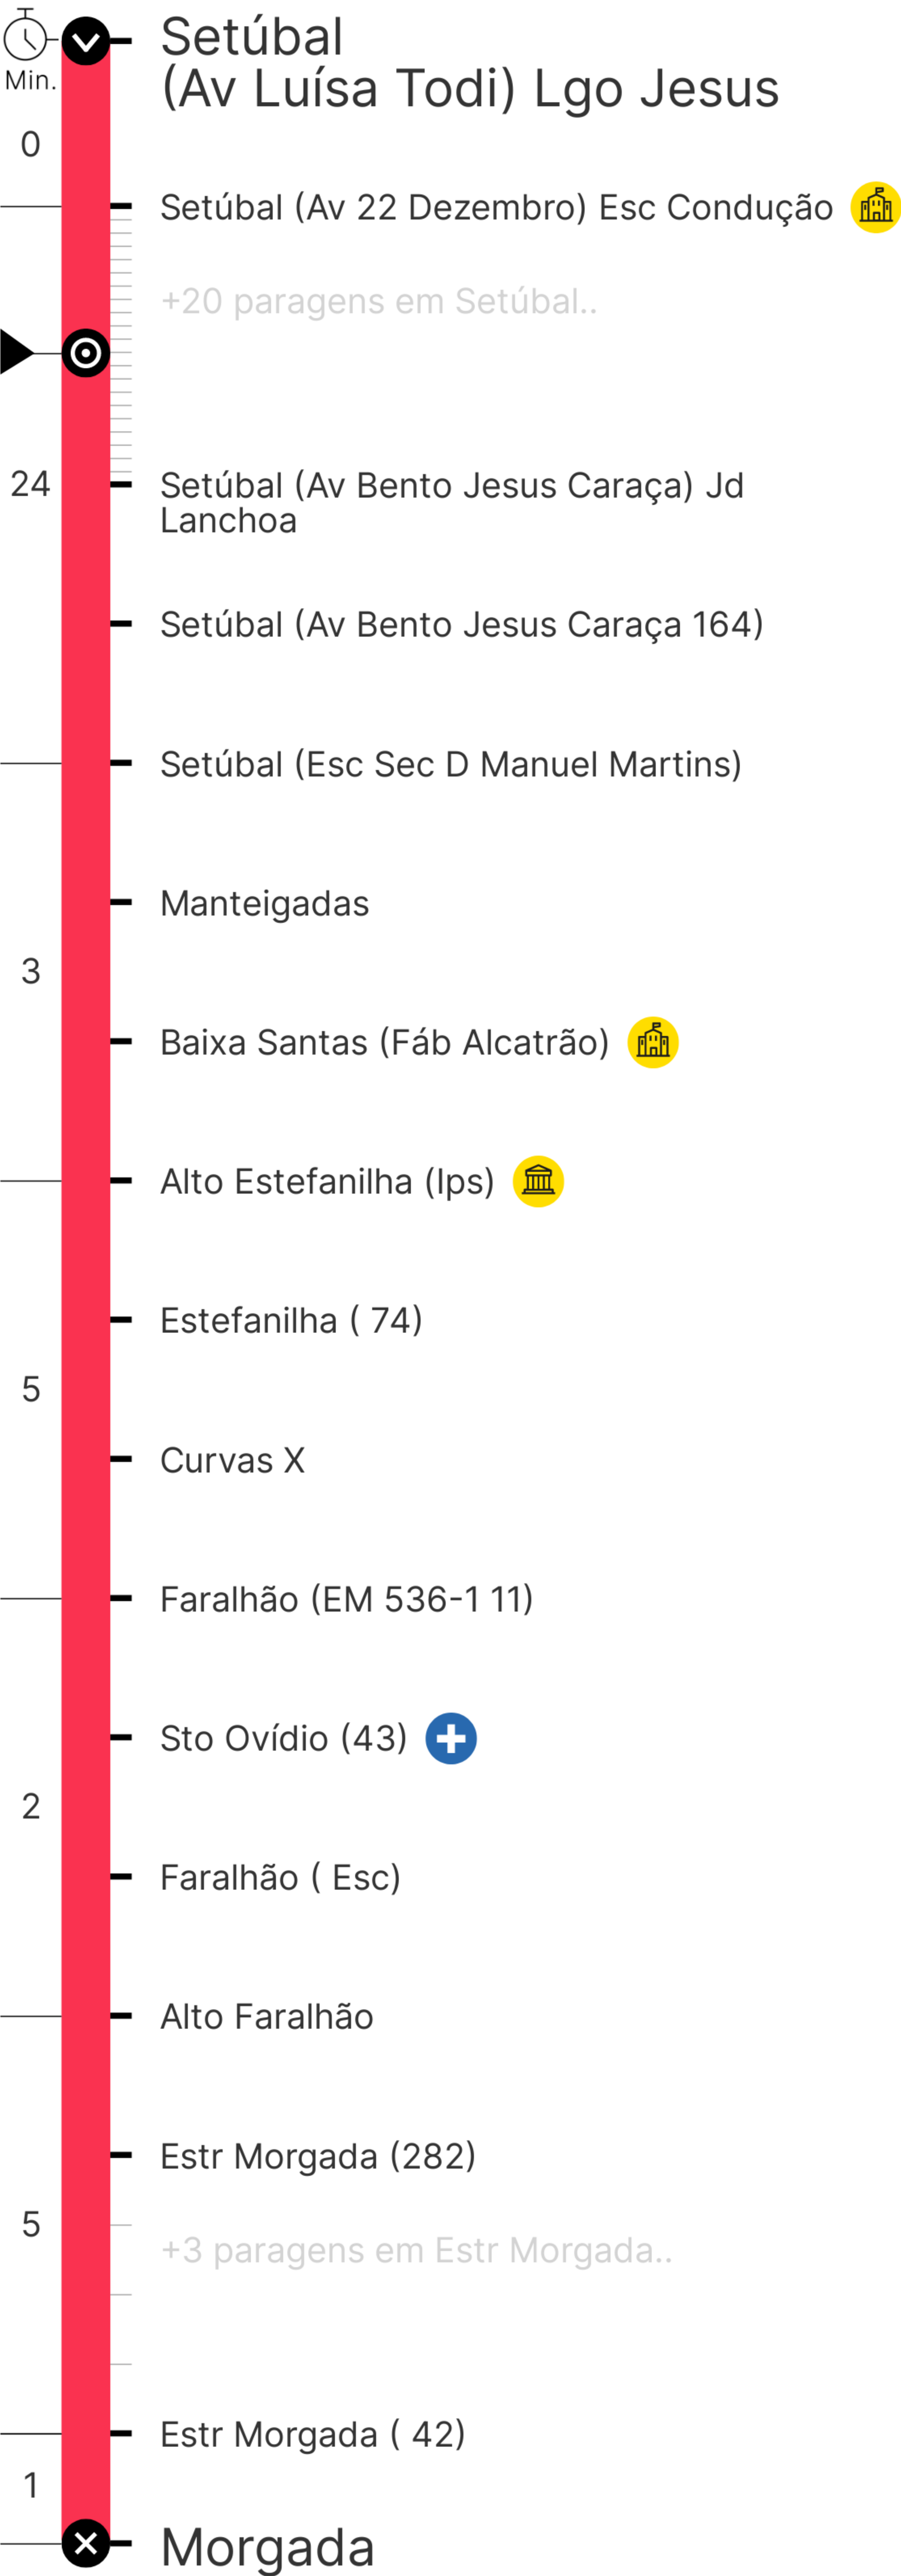 Setúbal
(Av Luísa Todi) Lgo Jesus
Min.
0
Setúbal (Av 22 Dezembro) Esc Condução
+20 paragens em Setúbal..
24
Setúbal (Av Bento Jesus Caraça) Jd
Lanchoa
Setúbal (Av Bento Jesus Caraça 164)
Setúbal (Esc Sec D Manuel Martins)
Manteigadas
3
Baixa Santas (Fáb Alcatrão)
Alto Estefanilha (Ips)
Estefanilha ( 74)
5
Curvas X
Faralhão (EM 536-1 11)
Sto Ovídio (43)
2
Faralhão ( Esc)
Alto Faralhão
Estr Morgada (282)
5
+3 paragens em Estr Morgada..
Estr Morgada ( 42)
1
Morgada